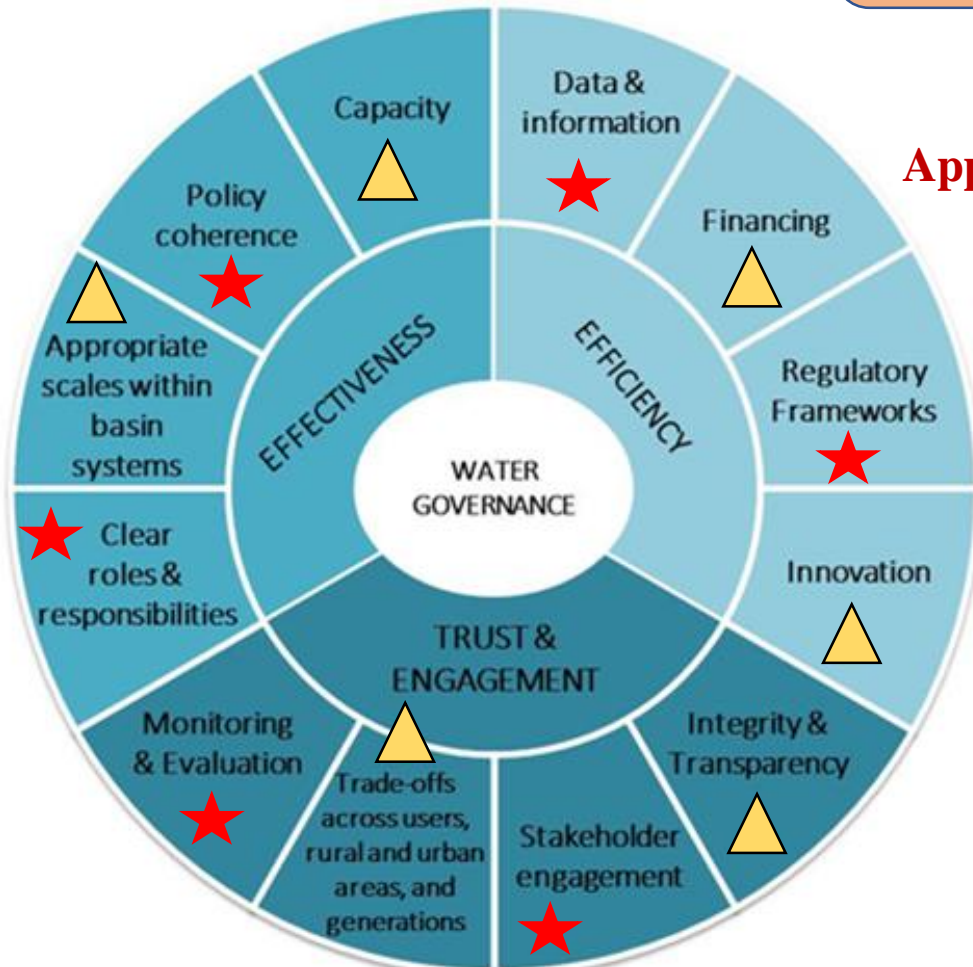 Capacity
Data &
information
App
Policy
coherence
Financing
Appropriate
scales within
basin
systems
EFFECTIVENESS
EFFICIENCY
Regulatory
Frameworks
WATER
GOVERNANCE
Clear
roles &
responsibilities
Innovation
TRUST &
ENGAGEMENT
Monitoring
& Evaluation
Trade-offs
across users,
rural and urban
areas, and
generations
Stakeholder
engagement
Integrity &
Transparency